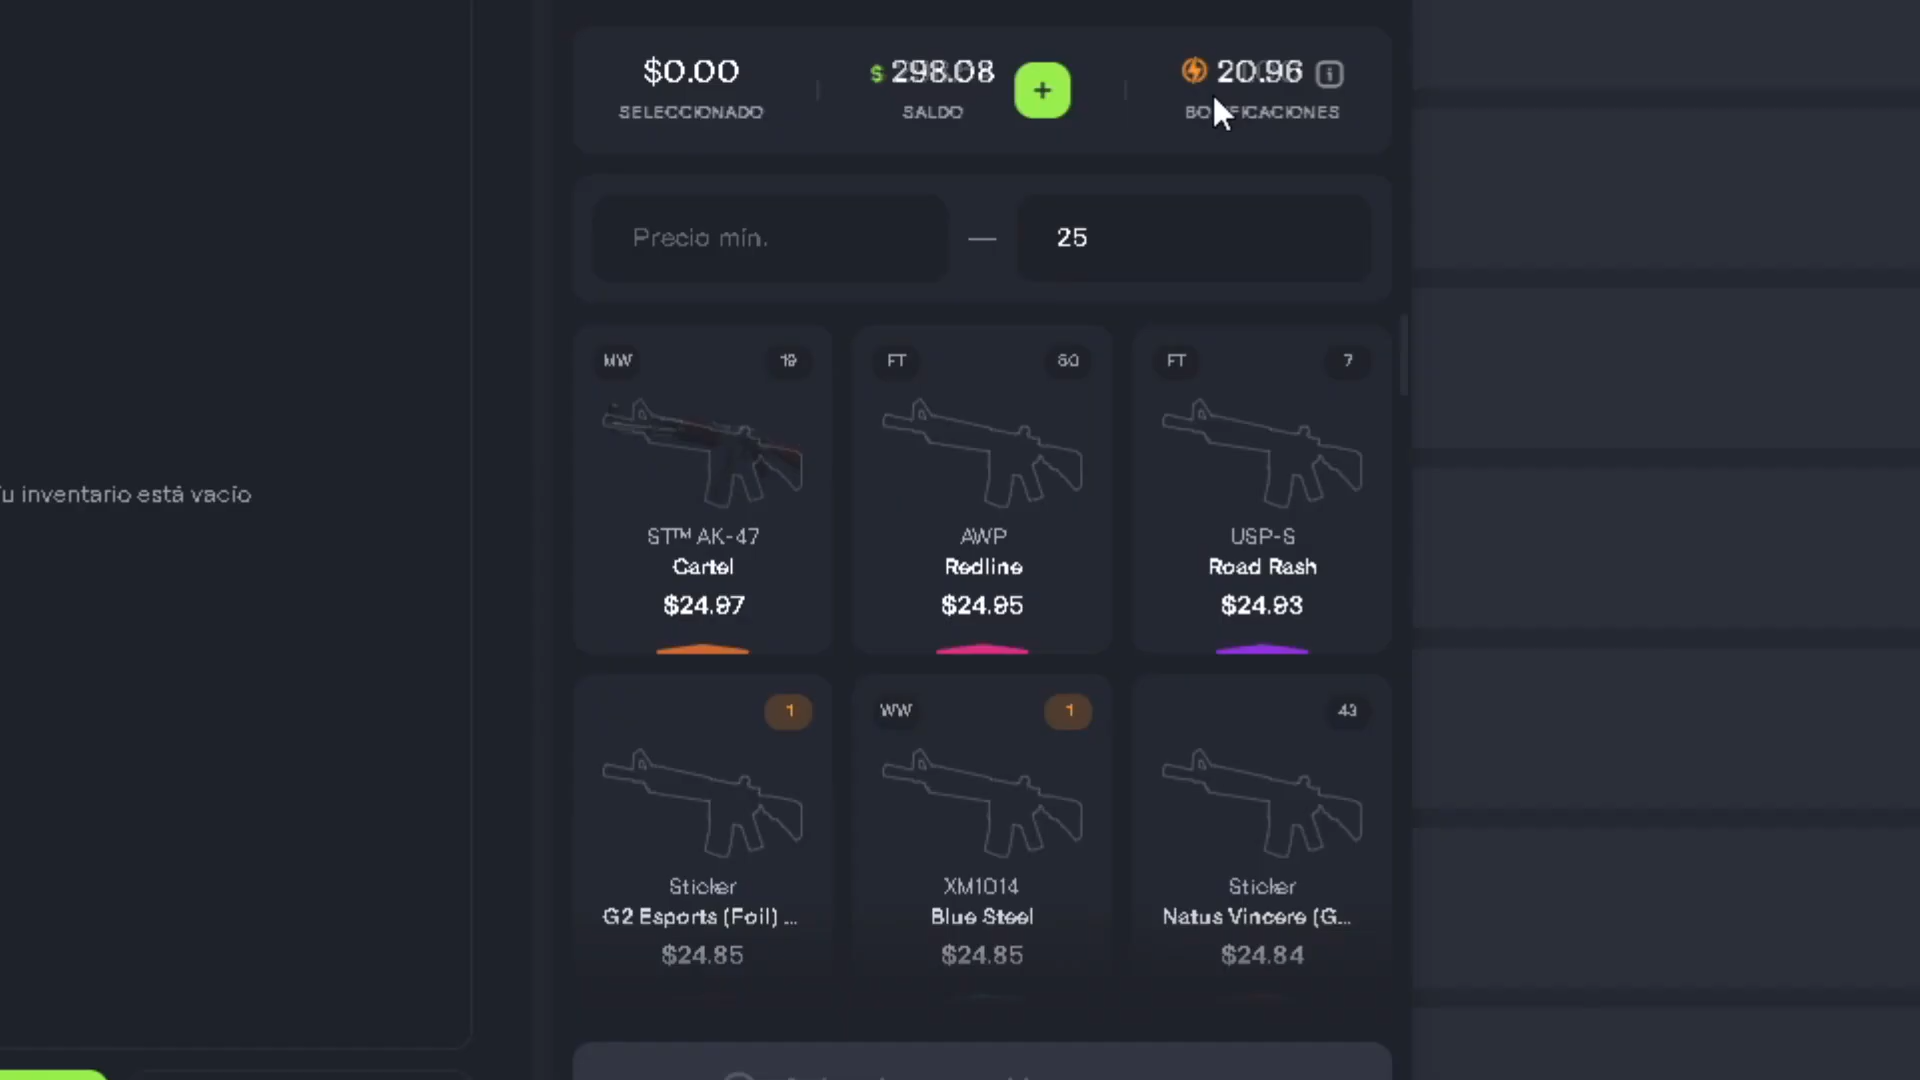 $0.00
$ 298.08
+
20.96
SELECCIONADO
SALDO
BONIFICACIONES
Precio mín.
—
25
MW
19
FT
60
FT
7
ST™ AK-47
Cartel
$24.97
AWP
Redline
$24.95
USP-S
Road Rash
$24.93
Tu inventario está vacío
1
WW
1
43
Sticker
G2 Esports (Foil) ...
$24.85
XM1014
Blue Steel
$24.85
Sticker
Natus Vincere (G...
$24.84